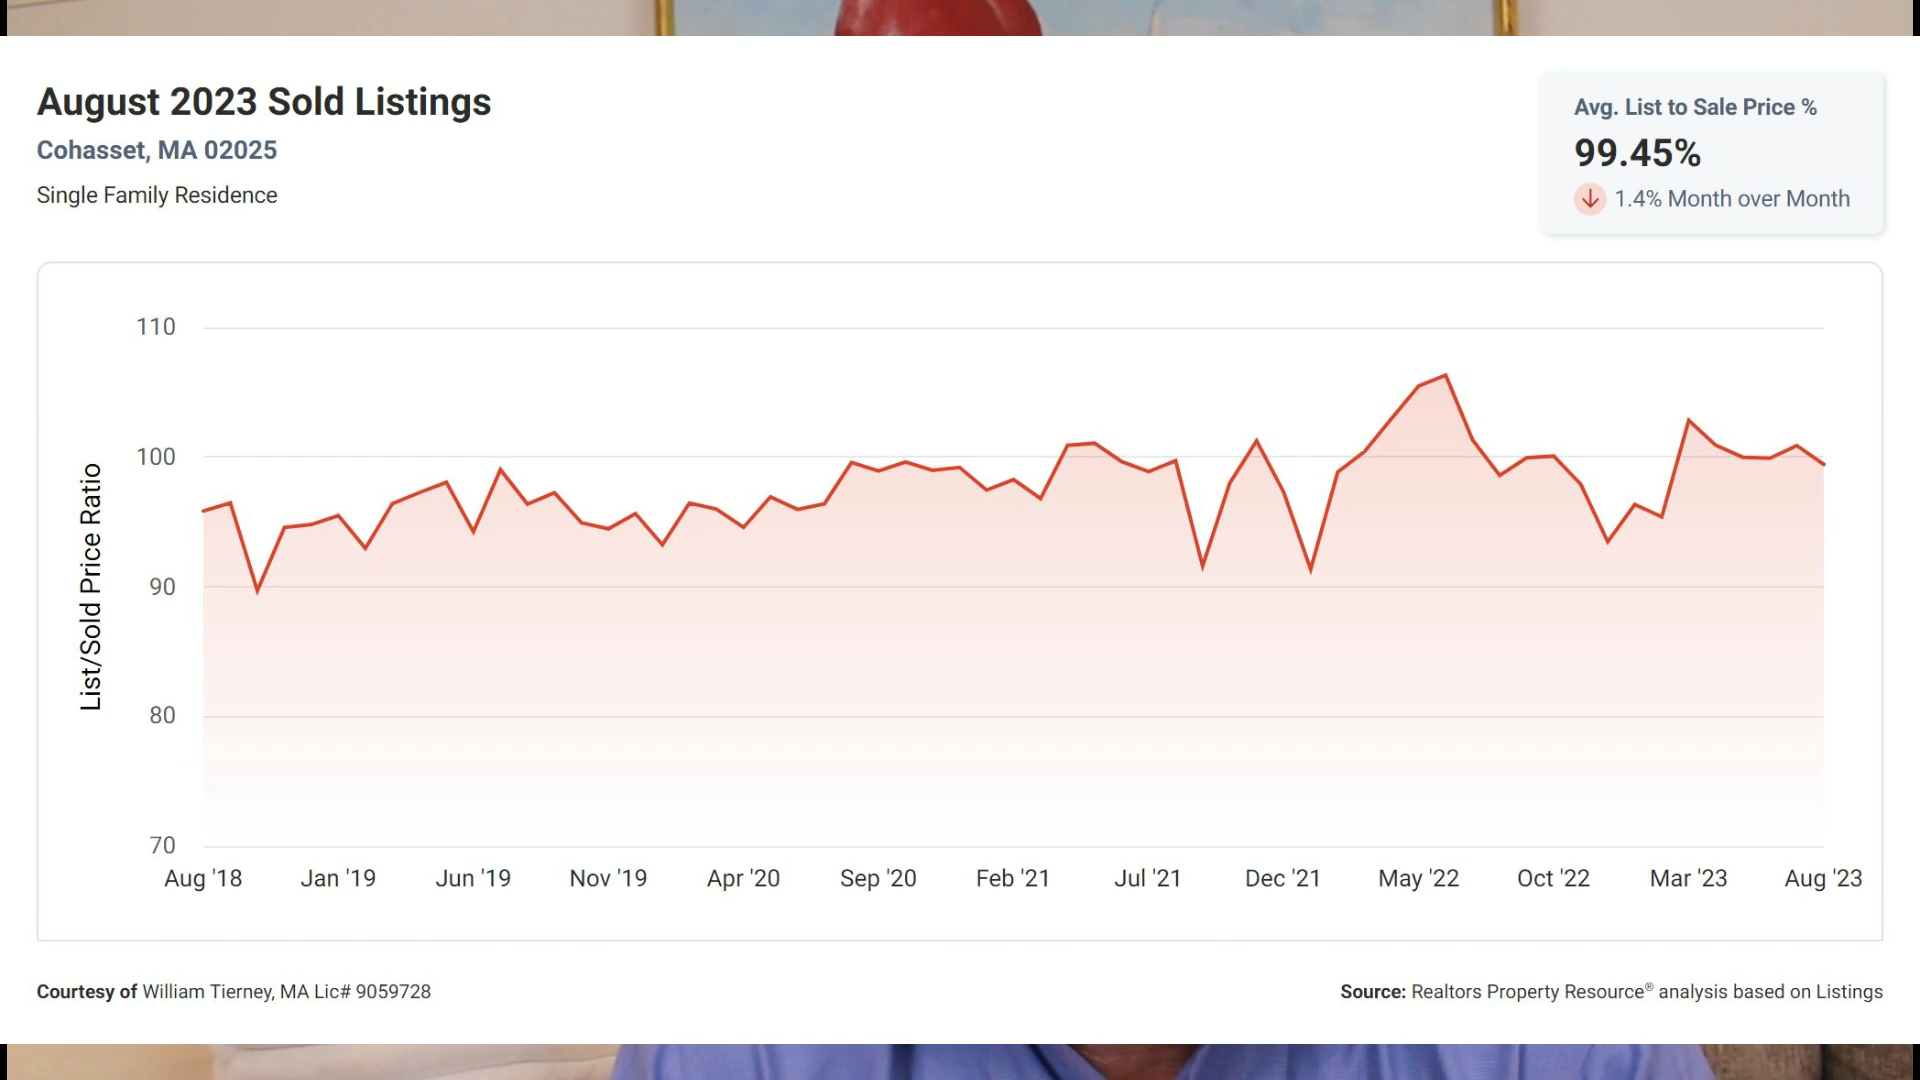 August 2023 Sold Listings
Cohasset, MA 02025
Single Family Residence
Avg. List to Sale Price %
99.45%
1.4% Month over Month
List/Sold Price Ratio
110
100
90
80
70
Aug '18 Jan '19 Jun '19 Nov '19 Apr '20 Sep '20 Feb '21 Jul '21 Dec '21 May '22 Oct '22 Mar '23 Aug '23
Courtesy of William Tierney, MA Lic# 9059728
Source: Realtors Property Resource® analysis based on Listings